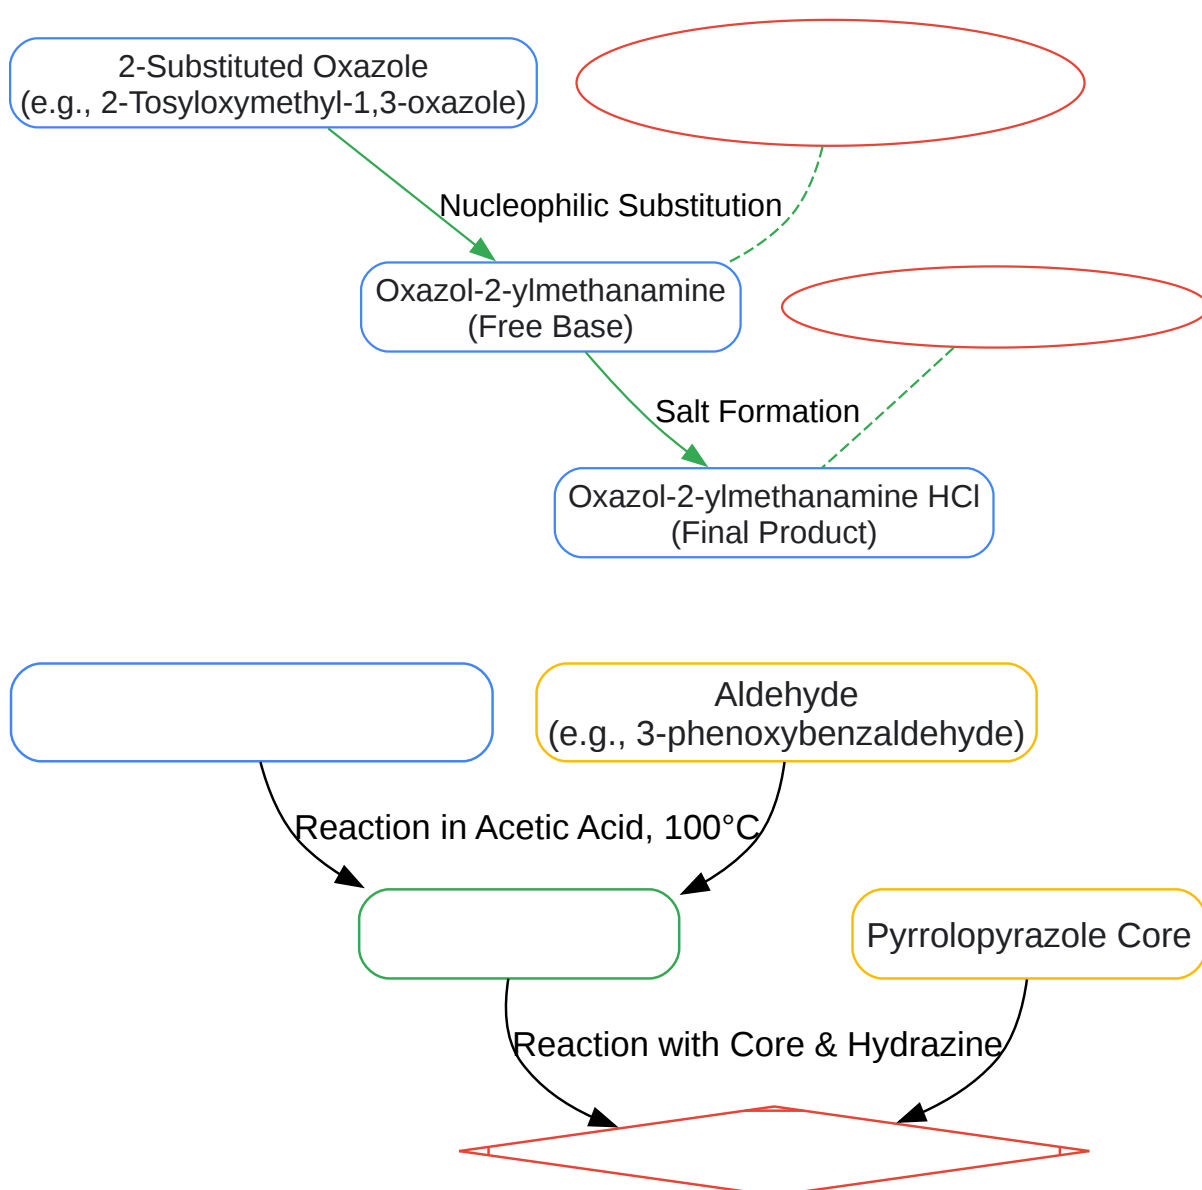 2-Substituted Oxazole
(e.g., 2-Tosyloxymethyl-1,3-oxazole)
Nucleophilic Substitution
Oxazol-2-ylmethanamine
(Free Base)
Salt Formation
Oxazol-2-ylmethanamine HCl
(Final Product)
Aldehyde
(e.g., 3-phenoxybenzaldehyde)
Reaction in Acetic Acid, 100°C
Pyrrolopyrazole Core
Reaction with Core & Hydrazine